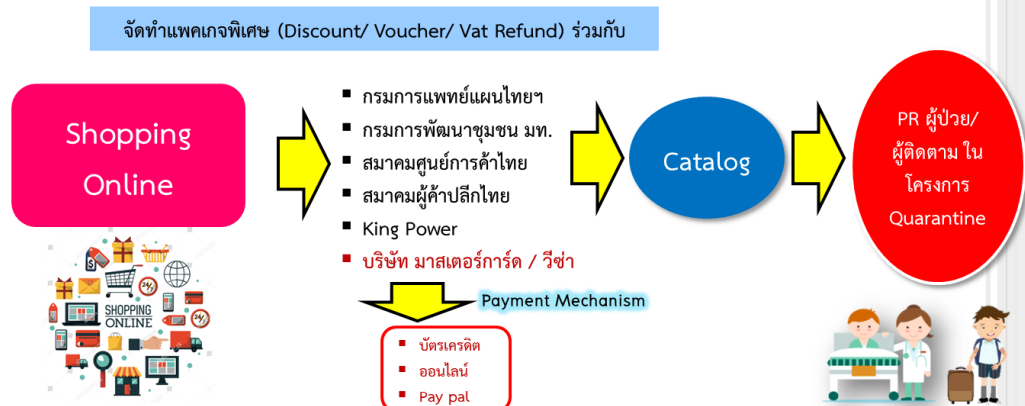 จัดทำแพคเกจพิเศษ (Discount/ Voucher/ Vat Refund) ร่วมกับ
Shopping
Online
▪ กรมการแพทย์แผนไทยฯ
▪ กรมการพัฒนาชุมชน มท.
▪ สมาคมศูนย์การค้าไทย
▪ สมาคมผู้ค้าปลีกไทย
▪ King Power
▪ บริษัท มาสเตอร์การ์ด / วีซ่า
Catalog
PR ผู้ป่วย/
ผู้ติดตาม ใน
โครงการ
Quarantine
Payment Mechanism
▪ บัตรเครดิต
▪ ออนไลน์
▪ Pay pal
SHOPPING
ONLINE
24/7
24/7